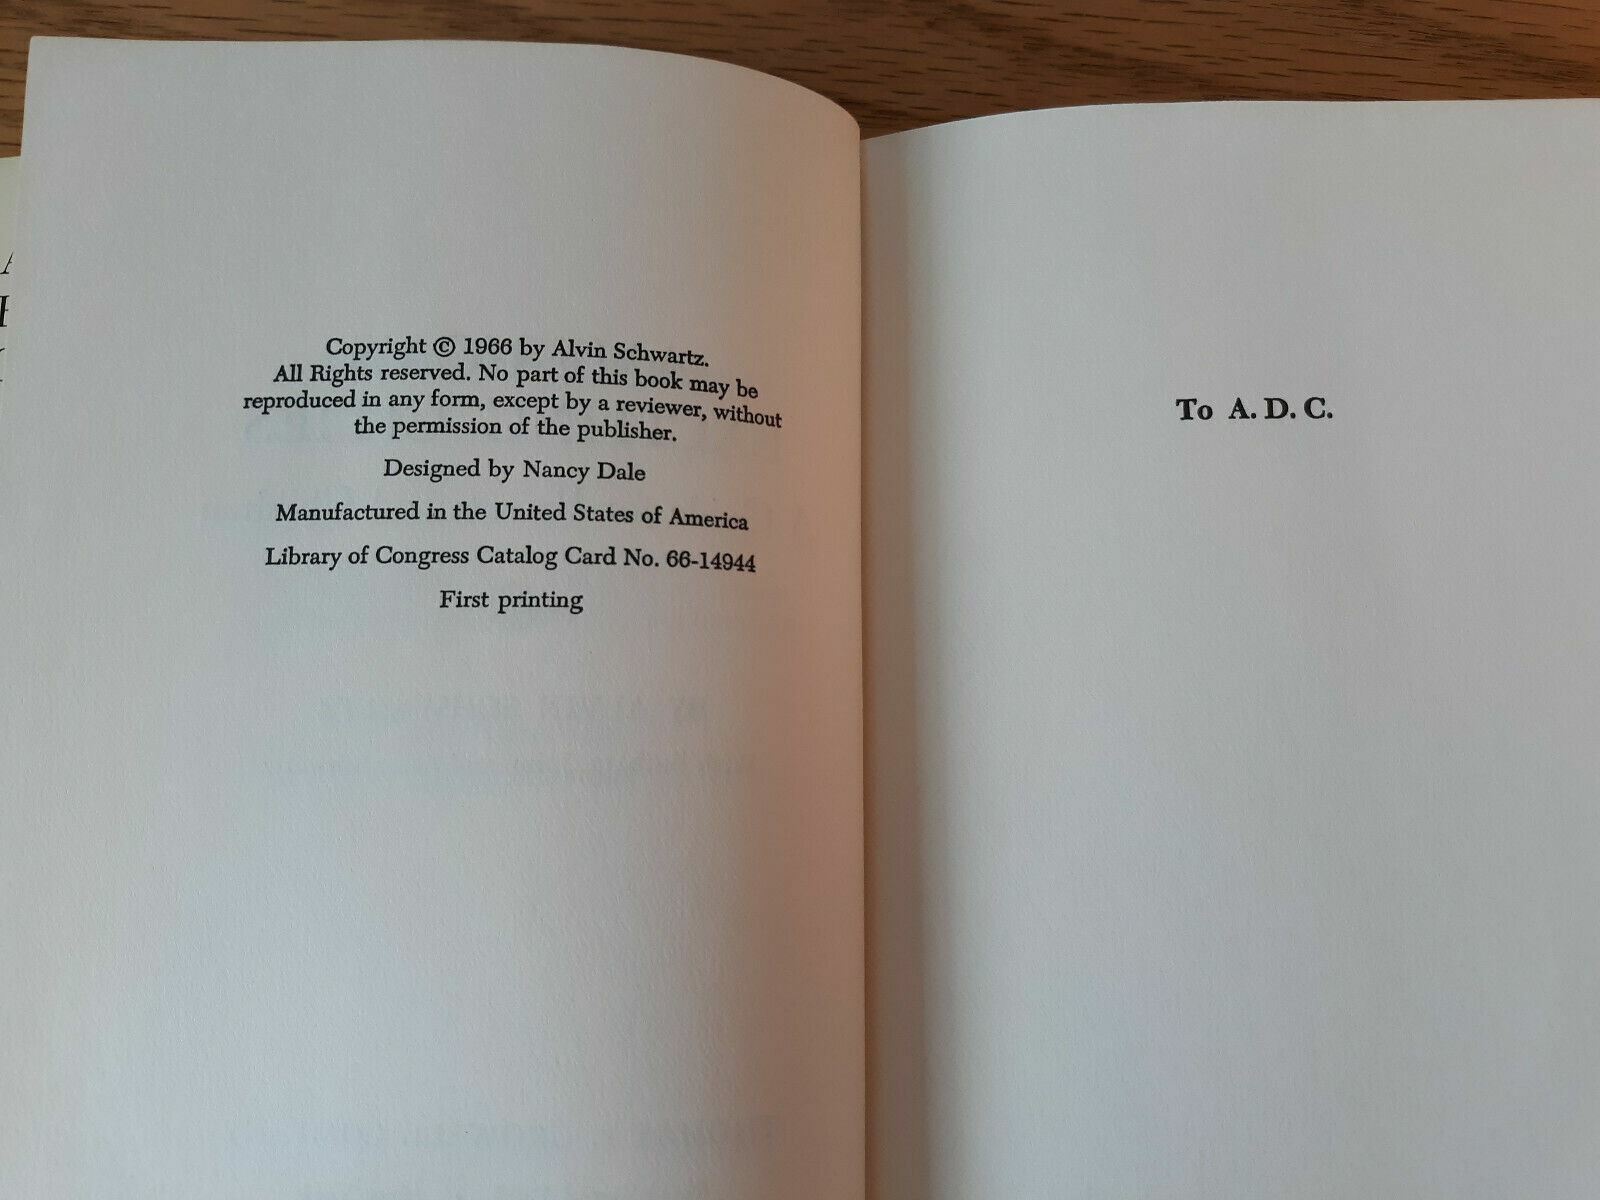 Copyright © 1966 by Alvin Schwartz.
All Rights reserved. No part of this book may be
reproduced in any form, except by a reviewer, without
the permission of the publisher.
Designed by Nancy Dale
Manufactured in the United States of America
Library of Congress Catalog Card No. 66-14944
First printing
To A. D. C.